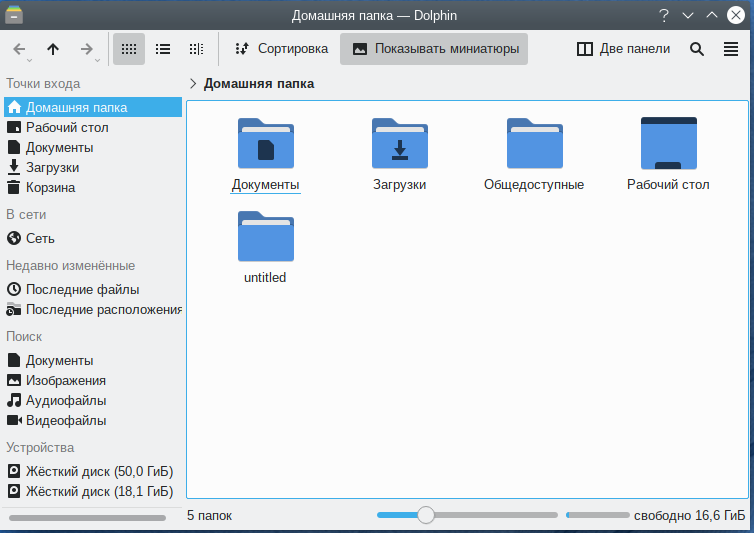 Домашняя папка — Dolphin
Сортировка
Показывать миниатюры
Две панели
Точки входа
Домашняя папка
Рабочий стол
Документы
Загрузки
Корзина
В сети
Сеть
Недавно изменённые
Последние файлы
Последние расположения
Поиск
Документы
Изображения
Аудиофайлы
Видеофайлы
Устройства
Жёсткий диск (50,0 ГиБ)
Жёсткий диск (18,1 ГиБ)
Домашняя папка
Документы
Загрузки
Общедоступные
Рабочий стол
untitled
5 папок
свободно 16,6 ГиБ